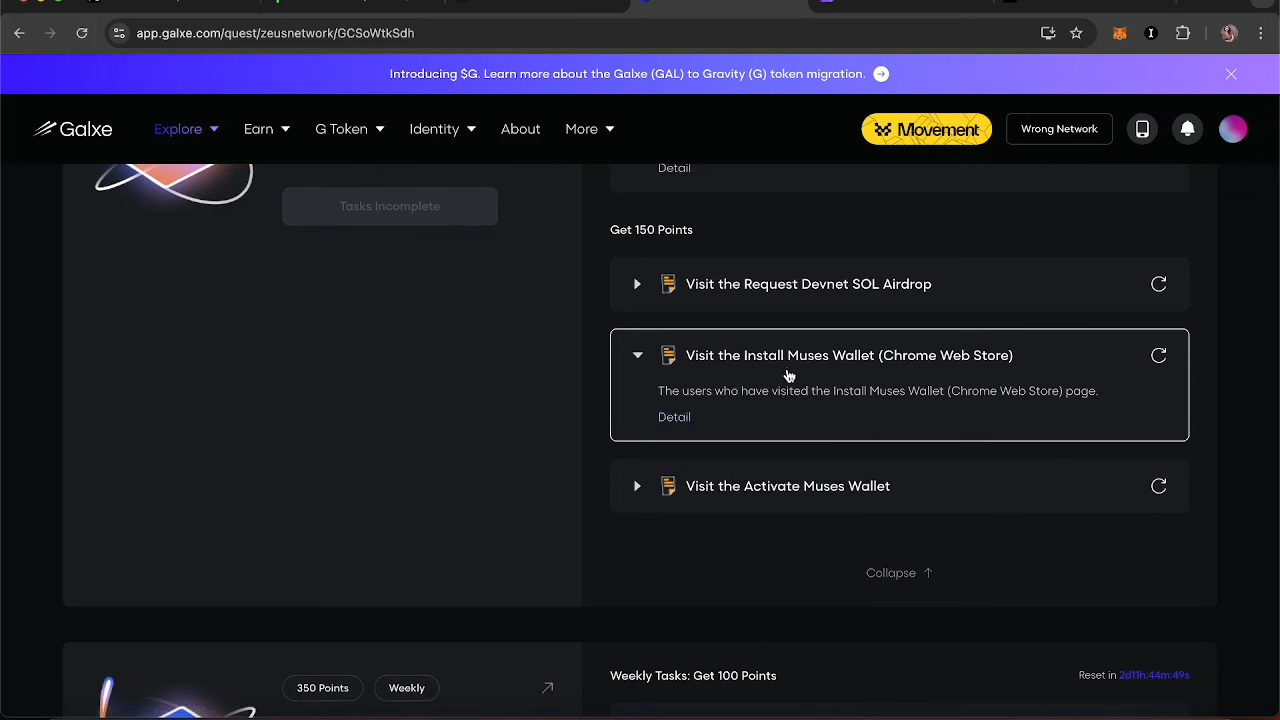 app.galxe.com/quest/zeusnetwork/GCSoWtkSdh
Introducing $G. Learn more about the Galxe (GAL) to Gravity (G) token migration.
Galxe
Explore
Earn
G Token
Identity
About
More
Movement
Wrong Network
Detail
Tasks Incomplete
Get 150 Points
Visit the Request Devnet SOL Airdrop
Visit the Install Muses Wallet (Chrome Web Store)
The users who have visited the Install Muses Wallet (Chrome Web Store) page.
Detail
Visit the Activate Muses Wallet
Collapse ↑
350 Points
Weekly
Weekly Tasks: Get 100 Points
Reset in 2d11h:44m:49s